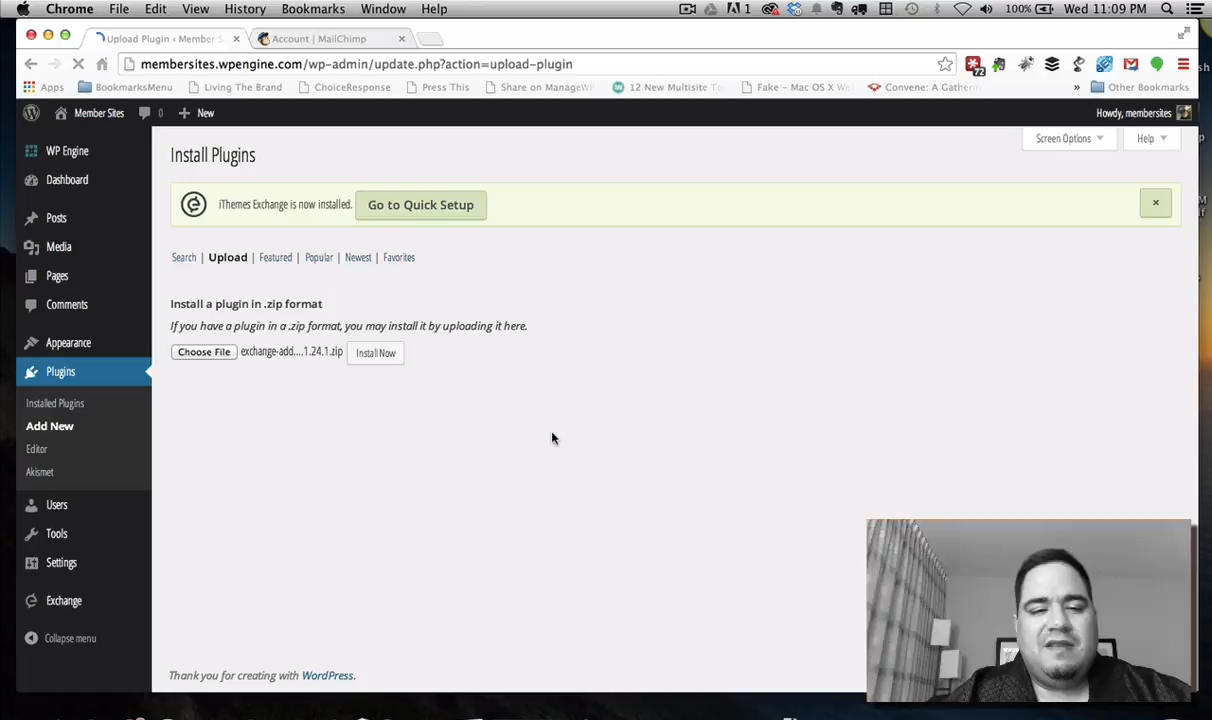 Chrome File Edit View History Bookmarks Window Help 1 100% Wed 11:09 PM
Upload Plugin ‹ Member S Account | MailChimp
membersites.wpengine.com/wp-admin/update.php?action=upload-plugin 72
Apps BookmarksMenu Living The Brand ChoiceResponse Press This Share on ManageWP 12 New Multisite To Fake - Mac OS X W Convene: A Gatherin » Other Bookmarks
Member Sites 0 New Howdy, membersites
WP Engine
Dashboard
Posts
Media
Pages
Comments
Appearance
Plugins
Installed Plugins
Add New
Editor
Akismet
Users
Tools
Settings
Exchange
Collapse menu
Screen Options Help
Install Plugins
iThemes Exchange is now installed. Go to Quick Setup ×
Search | Upload | Featured | Popular | Newest | Favorites
Install a plugin in .zip format
If you have a plugin in a .zip format, you may install it by uploading it here.
Choose File exchange-add....1.24.1.zip Install Now
Thank you for creating with WordPress.